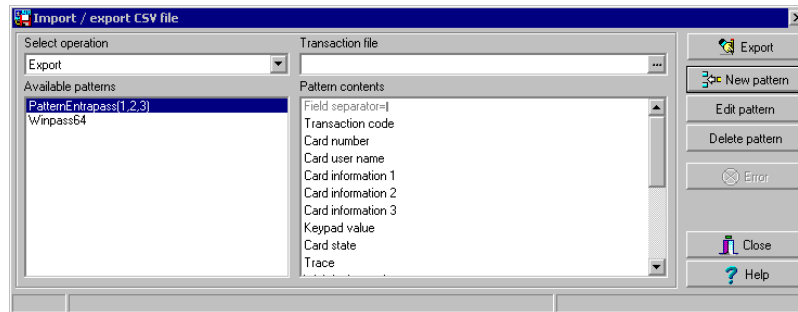 Import / export CSV file
Select operation
Transaction file
Export
Export
...
New pattern
Available patterns
Pattern contents
PatternEntrapass(1,2,3)
Field separator=|
Edit pattern
Winpass64
Transaction code
Card number
Delete pattern
Card user name
Card information 1
Error
Card information 2
Card information 3
Keypad value
Card state
Close
Trace
Help